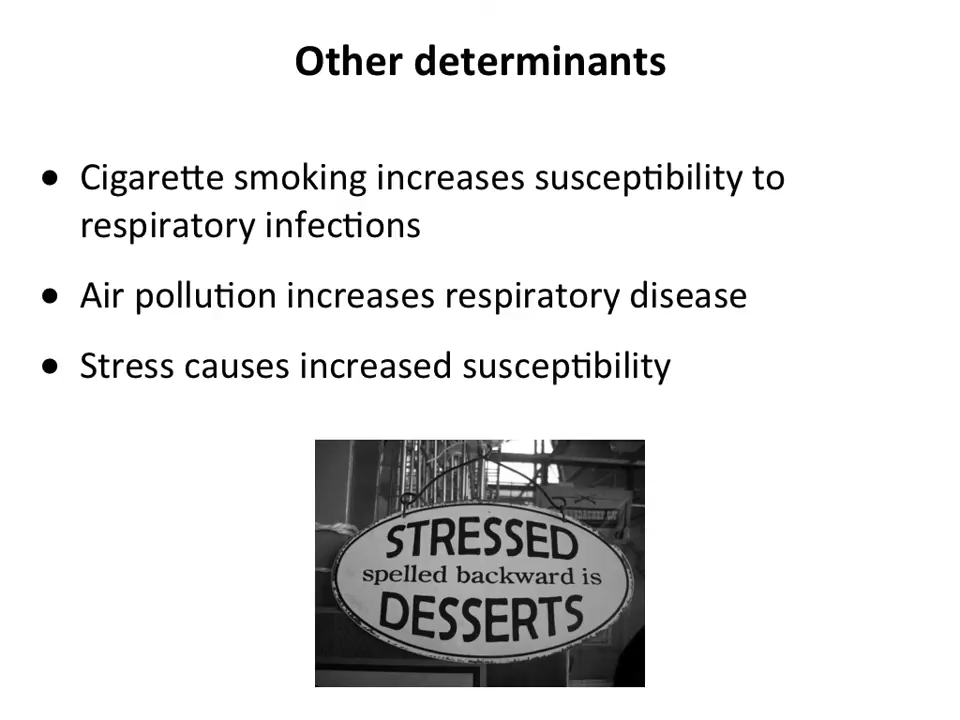 Other determinants
• Cigarette smoking increases susceptibility to
respiratory infections
• Air pollution increases respiratory disease
• Stress causes increased susceptibility
STRESSED
spelled backward is
DESSERTS